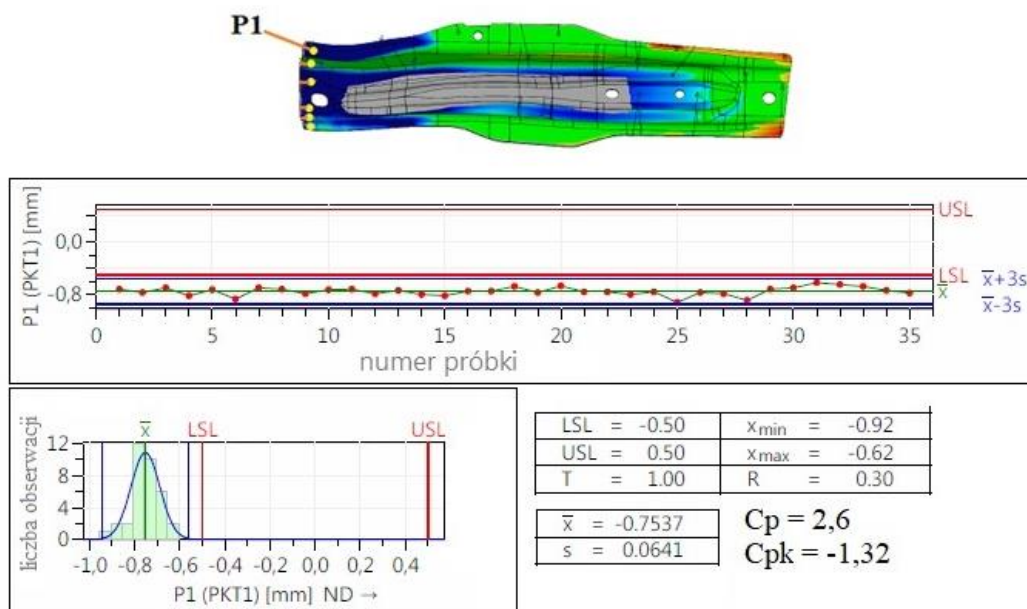 P1
P1 (PKT1) [mm]
0,0
-0,8
USL
LSL
x̄+3s
x̄
x̄-3s
0 5 10 15 20 25 30 35
numer próbki
liczba obserwacji
12
8
4
0
x̄ LSL USL
-1,0 -0,8 -0,6 -0,4 -0,2 0,0 0,2 0,4
P1 (PKT1) [mm] ND →
LSL = -0.50 xmin = -0.92
USL = 0.50 xmax = -0.62
T = 1.00 R = 0.30
x̄ = -0.7537
s = 0.0641
Cp = 2,6
Cpk = -1,32